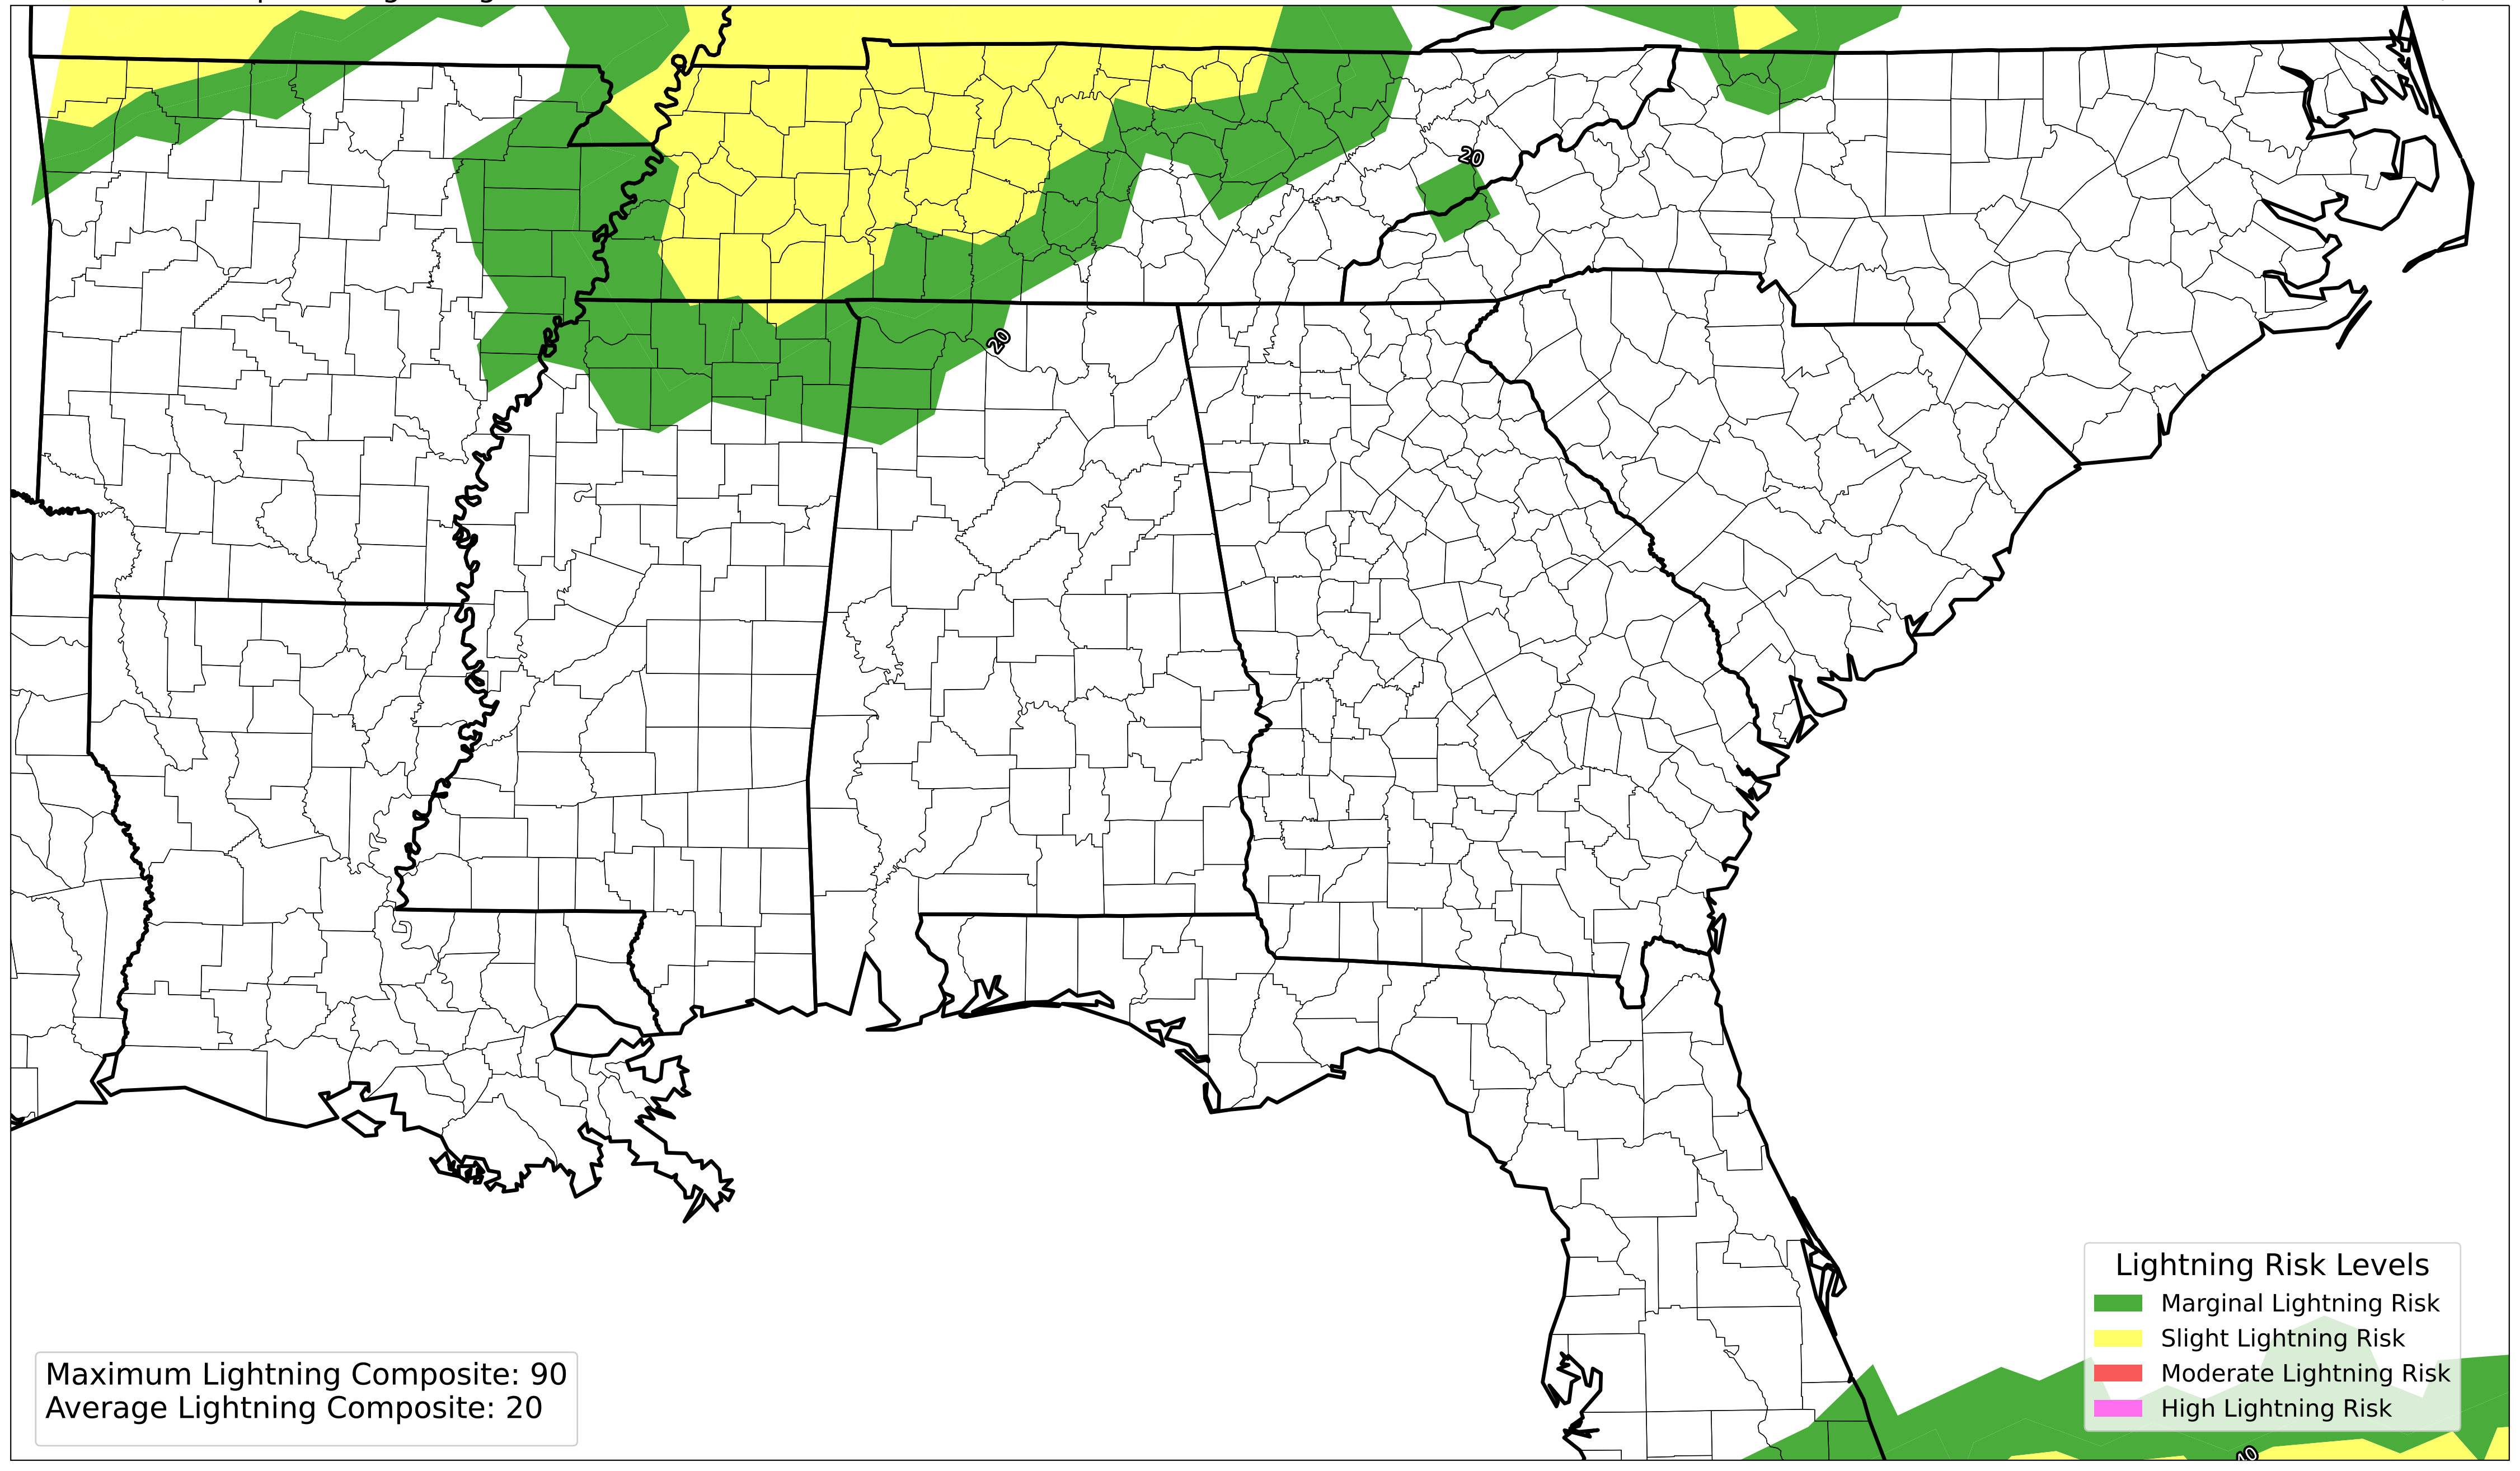 20
20
Lightning Risk Levels
Marginal Lightning Risk
Slight Lightning Risk
Moderate Lightning Risk
High Lightning Risk
Maximum Lightning Composite: 90
Average Lightning Composite: 20